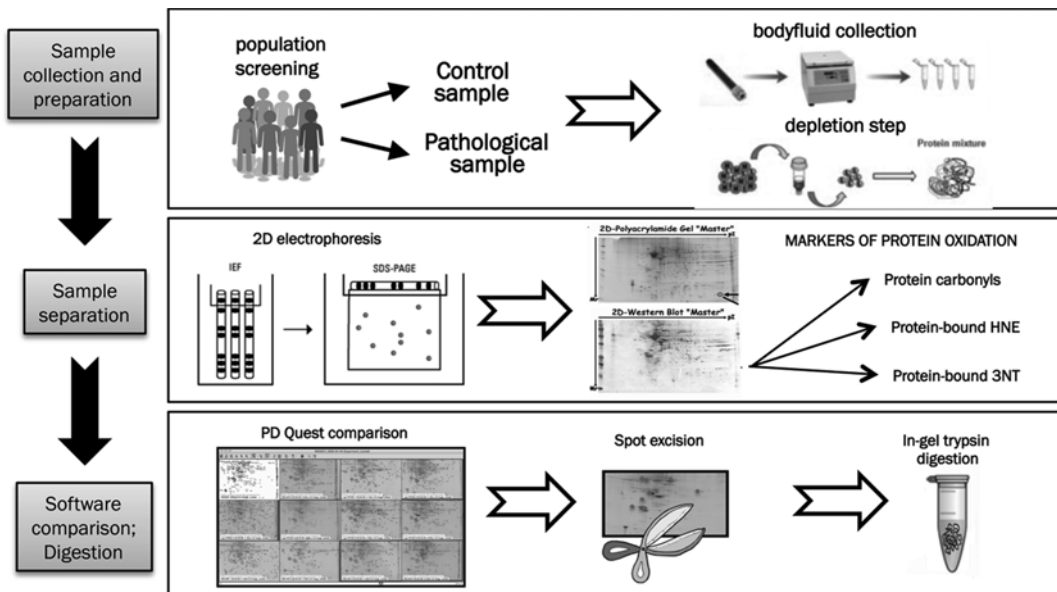 Sample
collection and
preparation
population
screening
Control
sample
Pathological
sample
bodyfluid collection
depletion step
Protein mixture
Sample
separation
2D electrophoresis
IEF
SDS-PAGE
2D-Polyacrylamide Gel "Master"
pI
2D-Western Blot "Master"
pI
MARKERS OF PROTEIN OXIDATION
Protein carbonyls
Protein-bound HNE
Protein-bound 3NT
Software
comparison;
Digestion
PD Quest comparison
Spot excision
In-gel trypsin
digestion